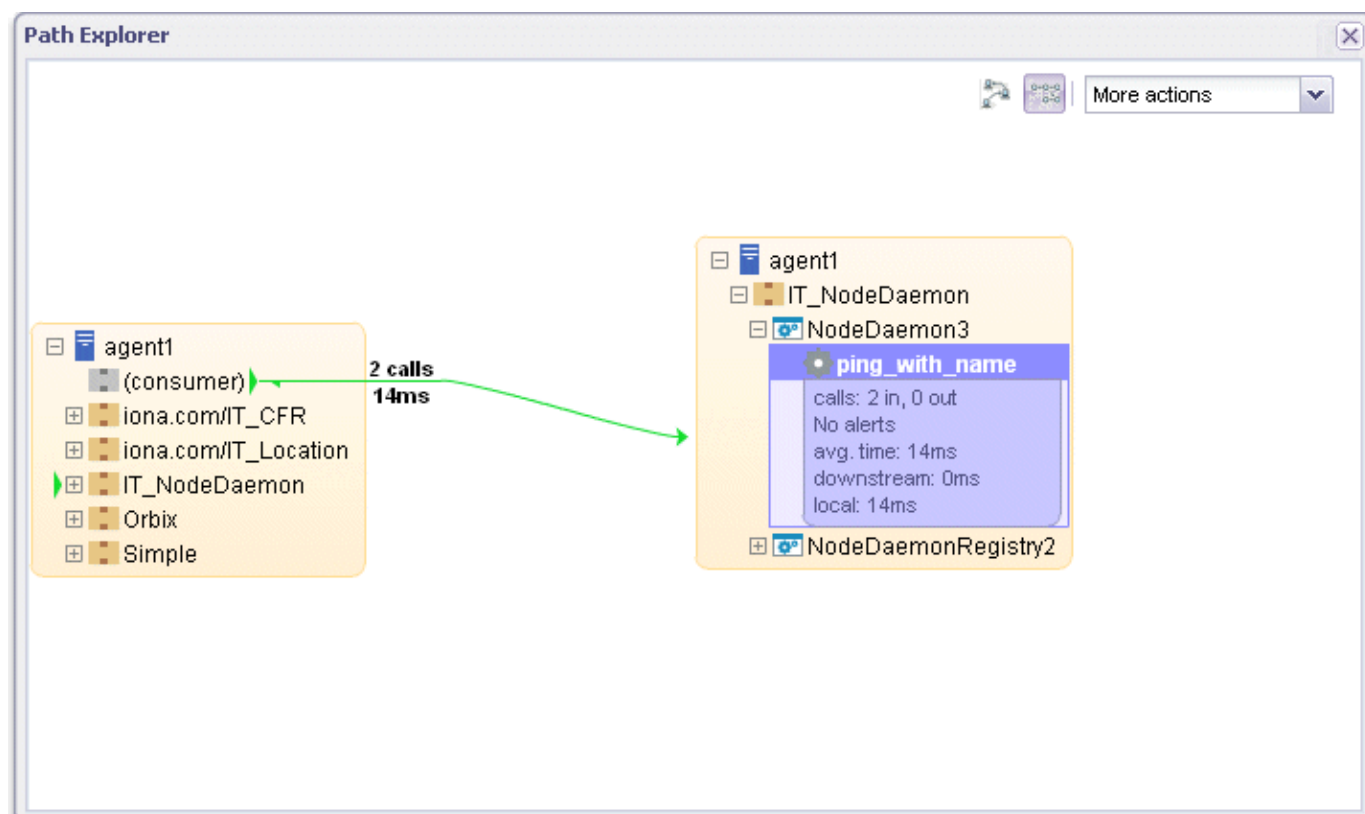 Path Explorer
More actions
agent1
(consumer)
iona.com/IT_CFR
iona.com/IT_Location
IT_NodeDaemon
Orbix
Simple
2 calls
14ms
agent1
IT_NodeDaemon
NodeDaemon3
ping_with_name
calls: 2 in, 0 out
No alerts
avg. time: 14ms
downstream: 0ms
local: 14ms
NodeDaemonRegistry2